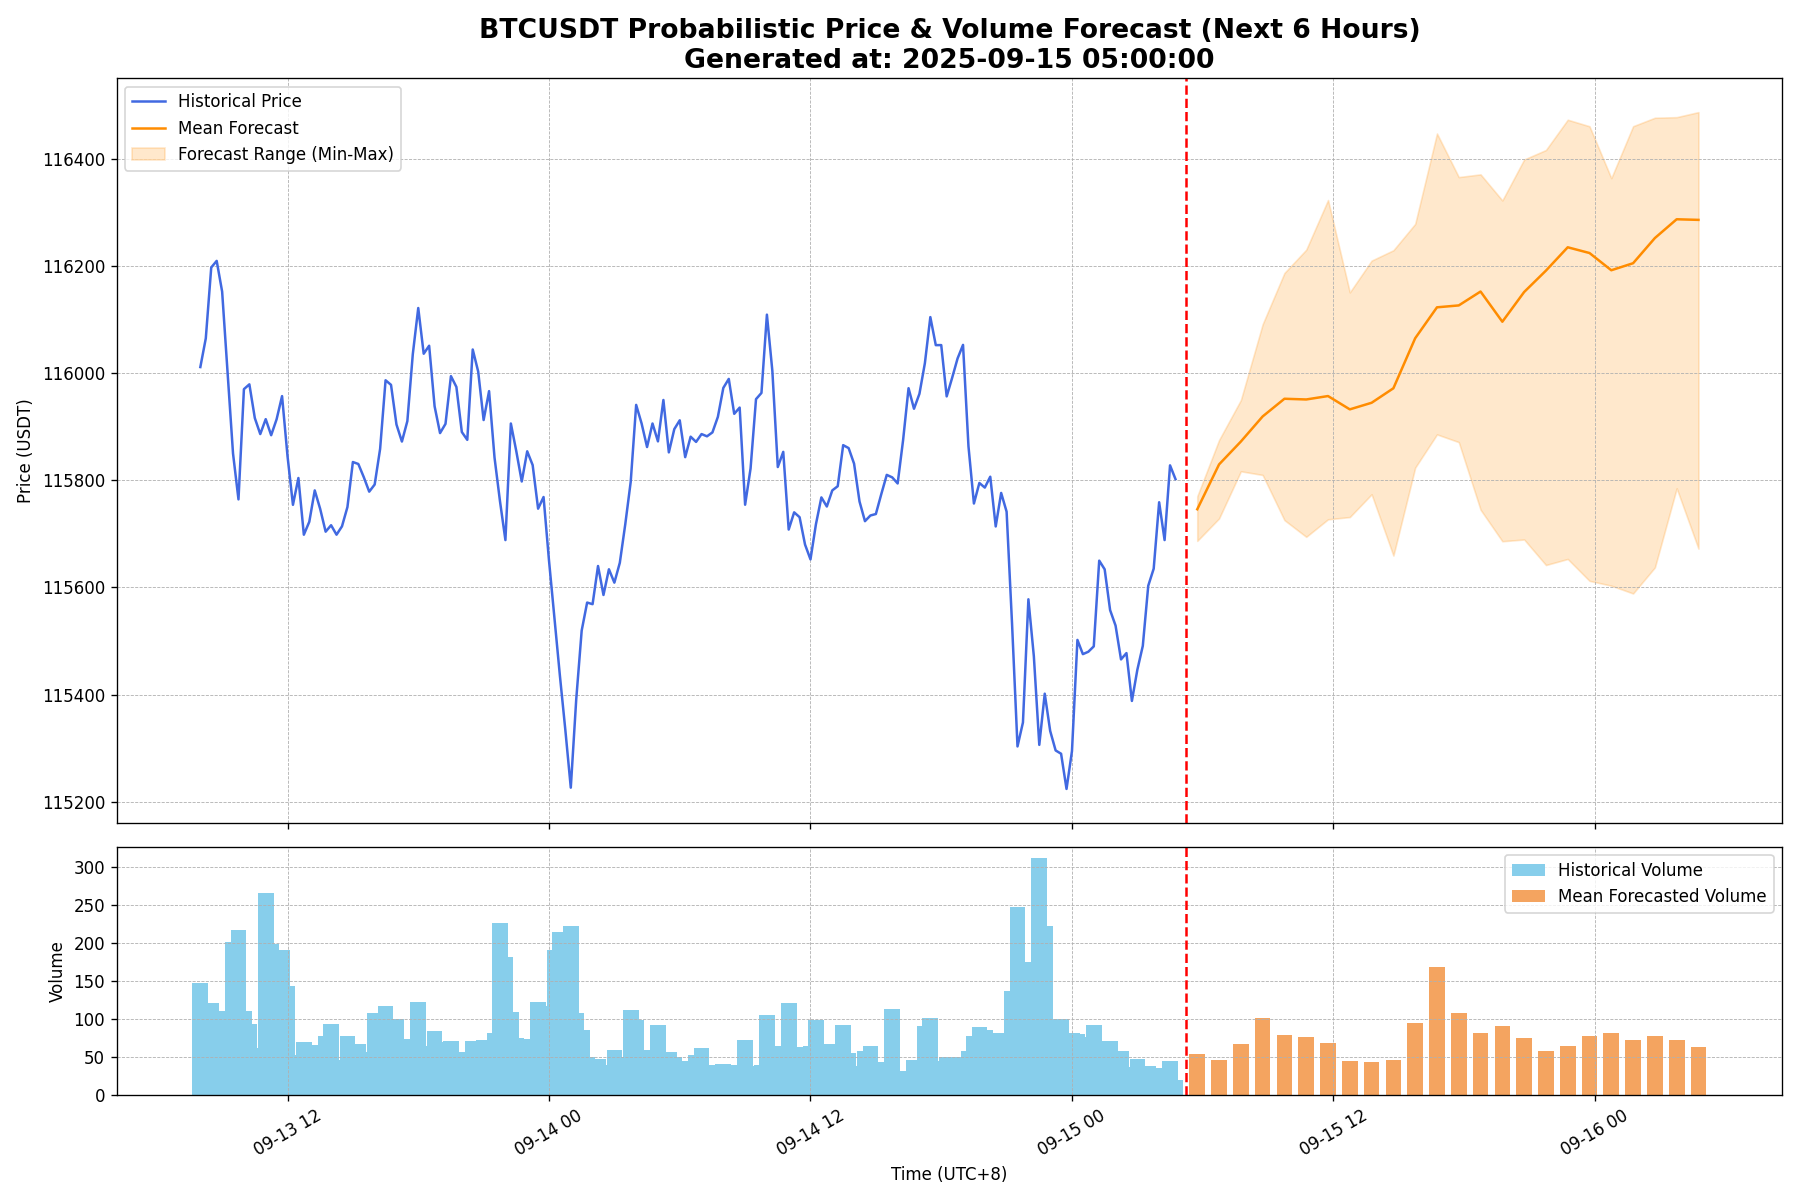 BTCUSDT Probabilistic Price & Volume Forecast (Next 6 Hours)
Generated at: 2025-09-15 05:00:00
Historical Price
Mean Forecast
Forecast Range (Min-Max)
Price (USDT)
116400
116200
116000
115800
115600
115400
115200
Historical Volume
Mean Forecasted Volume
Volume
300
250
200
150
100
50
0
09-13 12
09-14 00
09-14 12
09-15 00
09-15 12
09-16 00
Time (UTC+8)